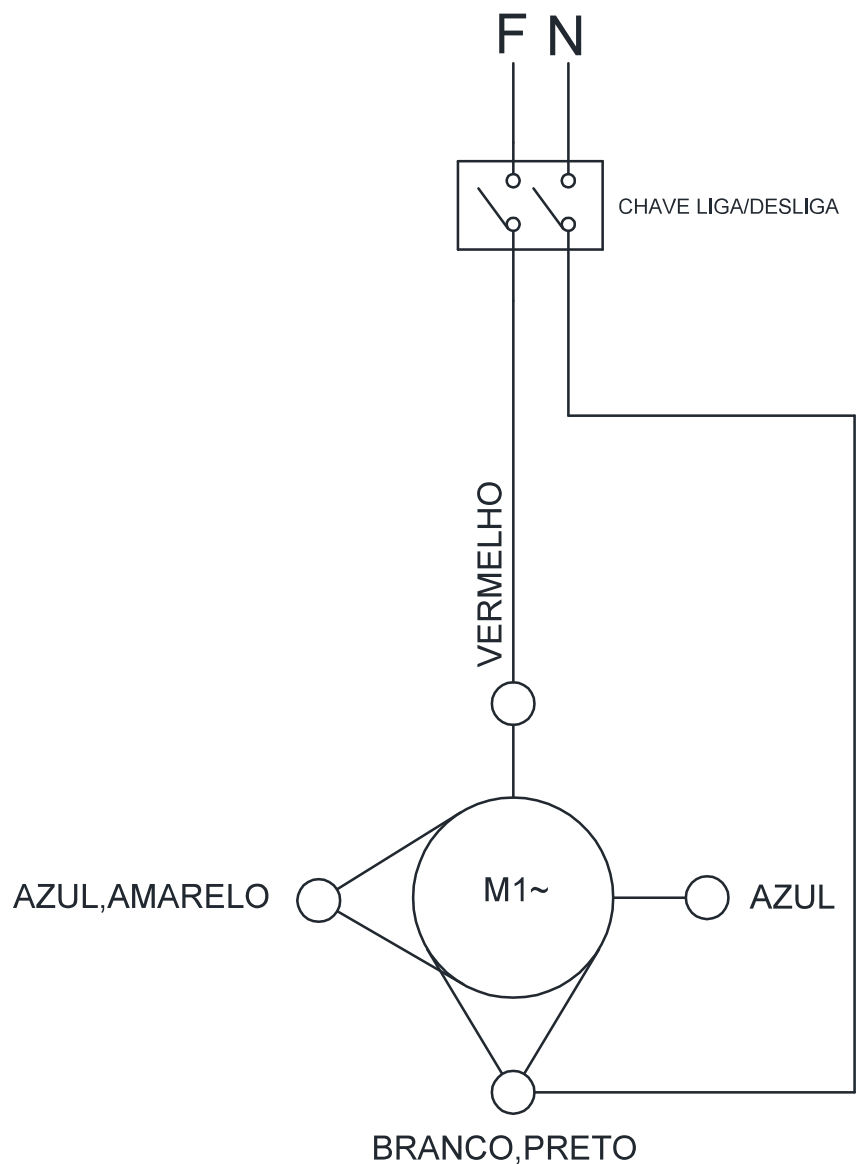 F N
CHAVE LIGA/DESLIGA
VERMELHO
AZUL,AMARELO
M1~
AZUL
BRANCO,PRETO